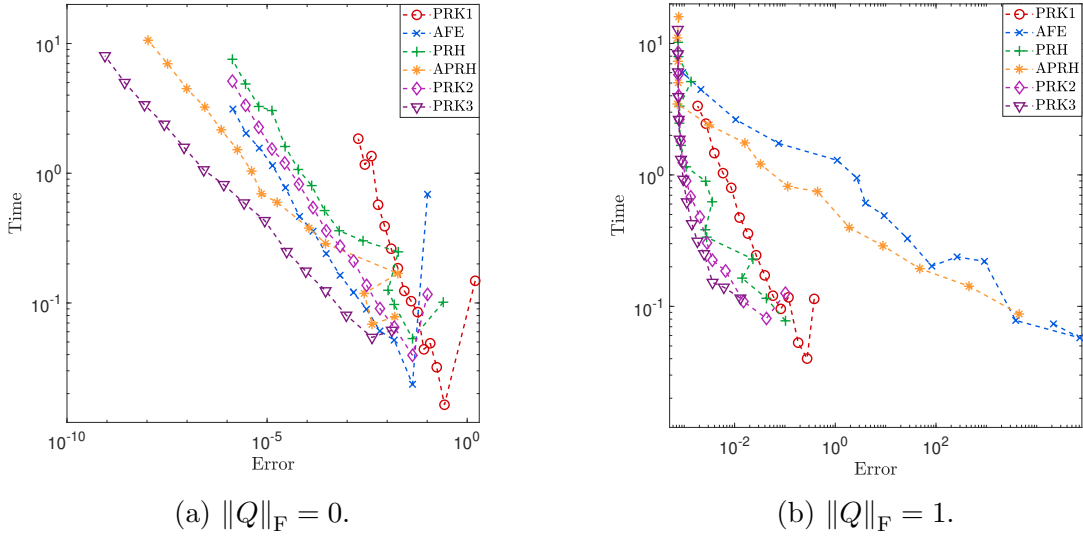 10^1
10^0
10^-1
Time
10^-10
10^-5
10^0
Error
PRK1
AFE
PRH
APRH
PRK2
PRK3
(a) ‖Q‖_F = 0.
10^1
10^0
10^-1
Time
10^-2
10^0
10^2
Error
PRK1
AFE
PRH
APRH
PRK2
PRK3
(b) ‖Q‖_F = 1.